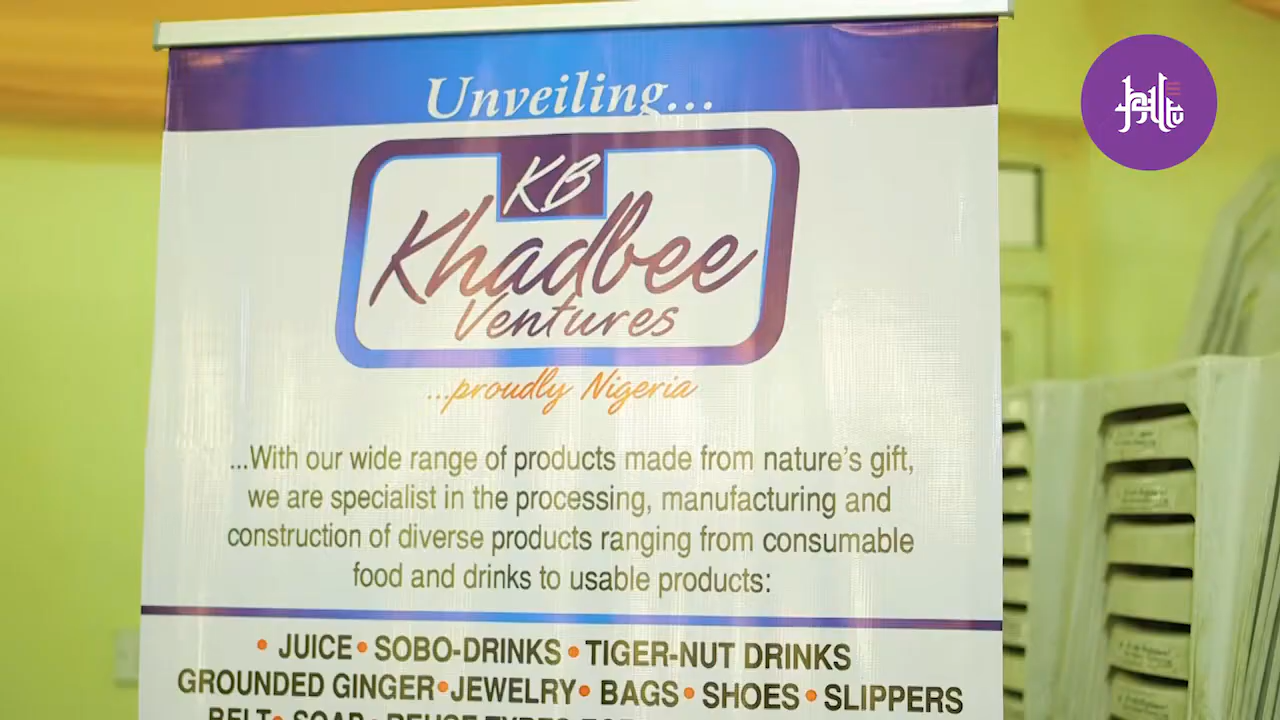 Unveiling...
KB
Khadbee
Ventures
...proudly Nigeria
...With our wide range of products made from nature's gift,
we are specialist in the processing, manufacturing and
construction of diverse products ranging from consumable
food and drinks to usable products:
• JUICE • SOBO-DRINKS • TIGER-NUT DRINKS
GROUNDED GINGER • JEWELRY • BAGS • SHOES • SLIPPERS
BELT • SOAP •